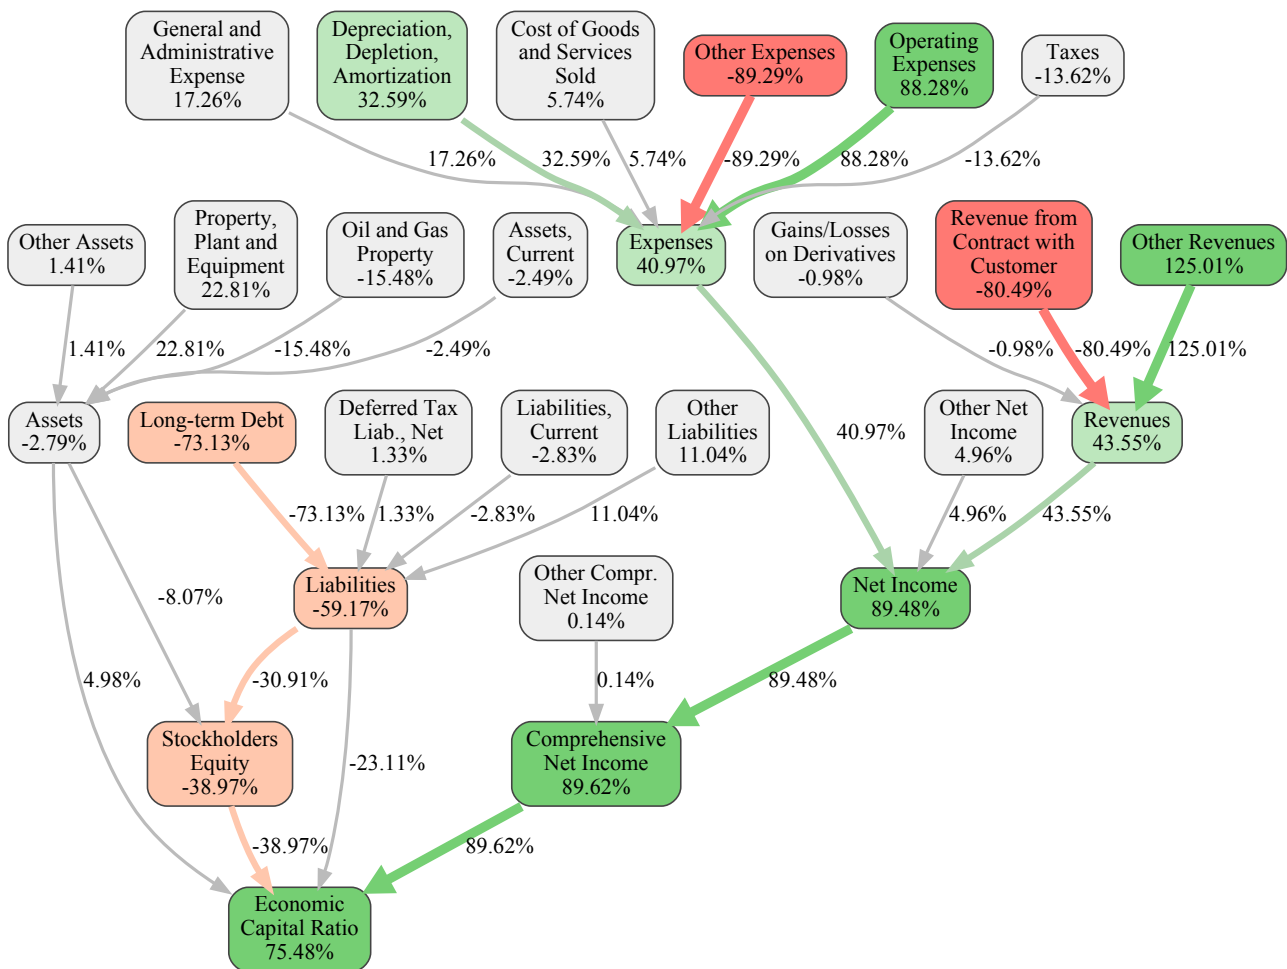 General and
Administrative
Expense
17.26%
Depreciation,
Depletion,
Amortization
32.59%
Cost of Goods
and Services
Sold
5.74%
Other Expenses
-89.29%
Operating
Expenses
88.28%
Taxes
-13.62%
17.26%
32.59%
5.74%
-89.29%
88.28%
-13.62%
Other Assets
1.41%
Property,
Plant and
Equipment
22.81%
Oil and Gas
Property
-15.48%
Assets,
Current
-2.49%
Expenses
40.97%
Gains/Losses
on Derivatives
-0.98%
Revenue from
Contract with
Customer
-80.49%
Other Revenues
125.01%
1.41%
22.81%
-15.48%
-2.49%
-0.98%
-80.49%
125.01%
Assets
-2.79%
Long-term Debt
-73.13%
Deferred Tax
Liab., Net
1.33%
Liabilities,
Current
-2.83%
Other
Liabilities
11.04%
40.97%
Other Net
Income
4.96%
Revenues
43.55%
-73.13%
1.33%
-2.83%
11.04%
4.96%
43.55%
-8.07%
Liabilities
-59.17%
Other Compr.
Net Income
0.14%
Net Income
89.48%
4.98%
-30.91%
0.14%
89.48%
Stockholders
Equity
-38.97%
-23.11%
Comprehensive
Net Income
89.62%
-38.97%
89.62%
Economic
Capital Ratio
75.48%